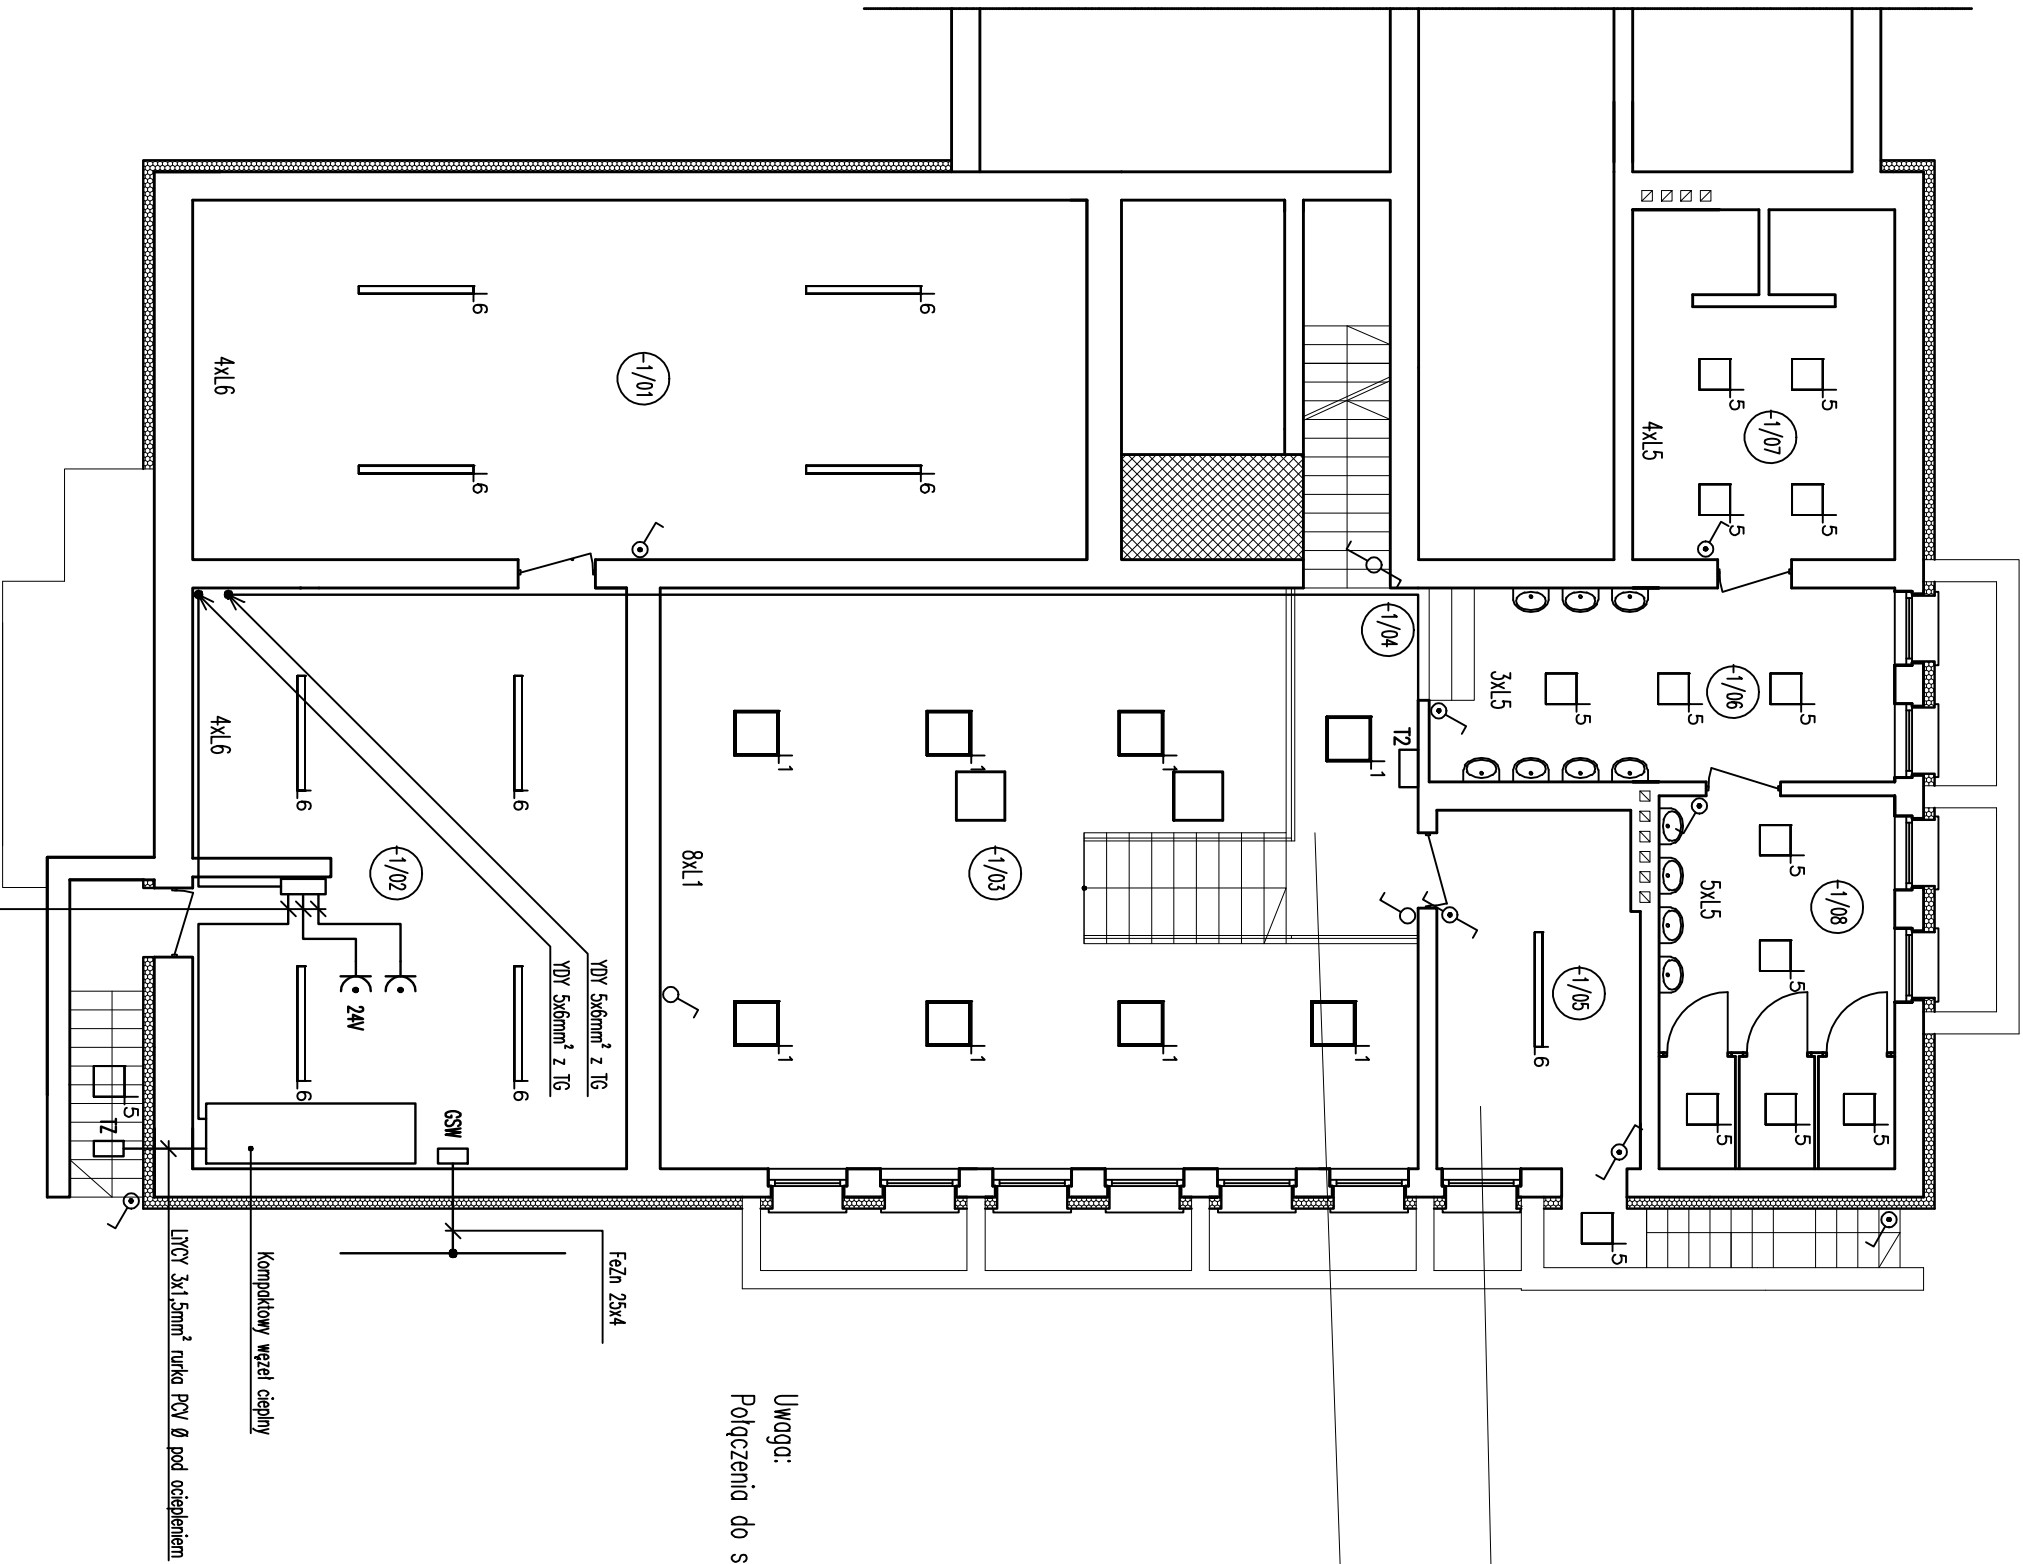 5
5
-1/07
5
5
4xL5
5
-1/06
5
5
3xL5
-1/08
5
5
5xL5
5
5
5
5
-1/05
6
-1/04
T2
1
1
1
1
-1/03
1
1
1
1
8xL1
6
6
-1/01
6
6
4xL6
6
6
-1/02
6
6
4xL6
24V
YDY 5x6mm² z TG
YDY 5x6mm² z TG
GSW
FeZn 25x4
5
TZ
Kompaktowy węzeł cieplny
LIYCY 3x1,5mm² rurka PCV Ø pod ociepleniem
Uwaga:
Połączenia do s